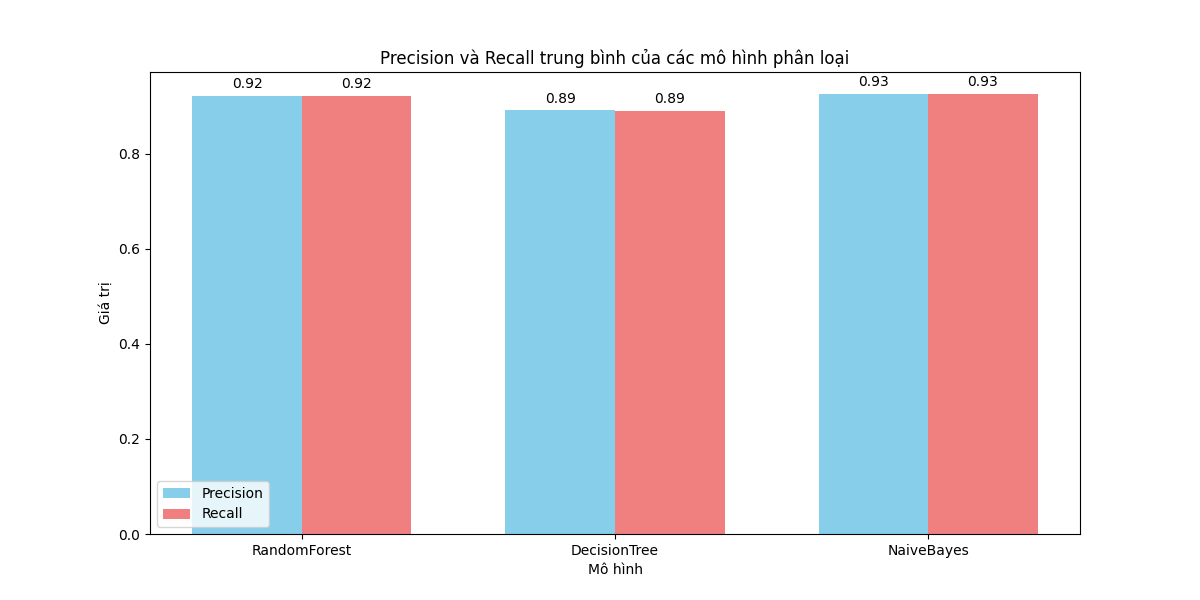 Precision và Recall trung bình của các mô hình phân loại
0.92
0.92
0.89
0.89
0.93
0.93
0.8
0.6
0.4
0.2
0.0
Giá trị
Precision
Recall
RandomForest
DecisionTree
NaiveBayes
Mô hình